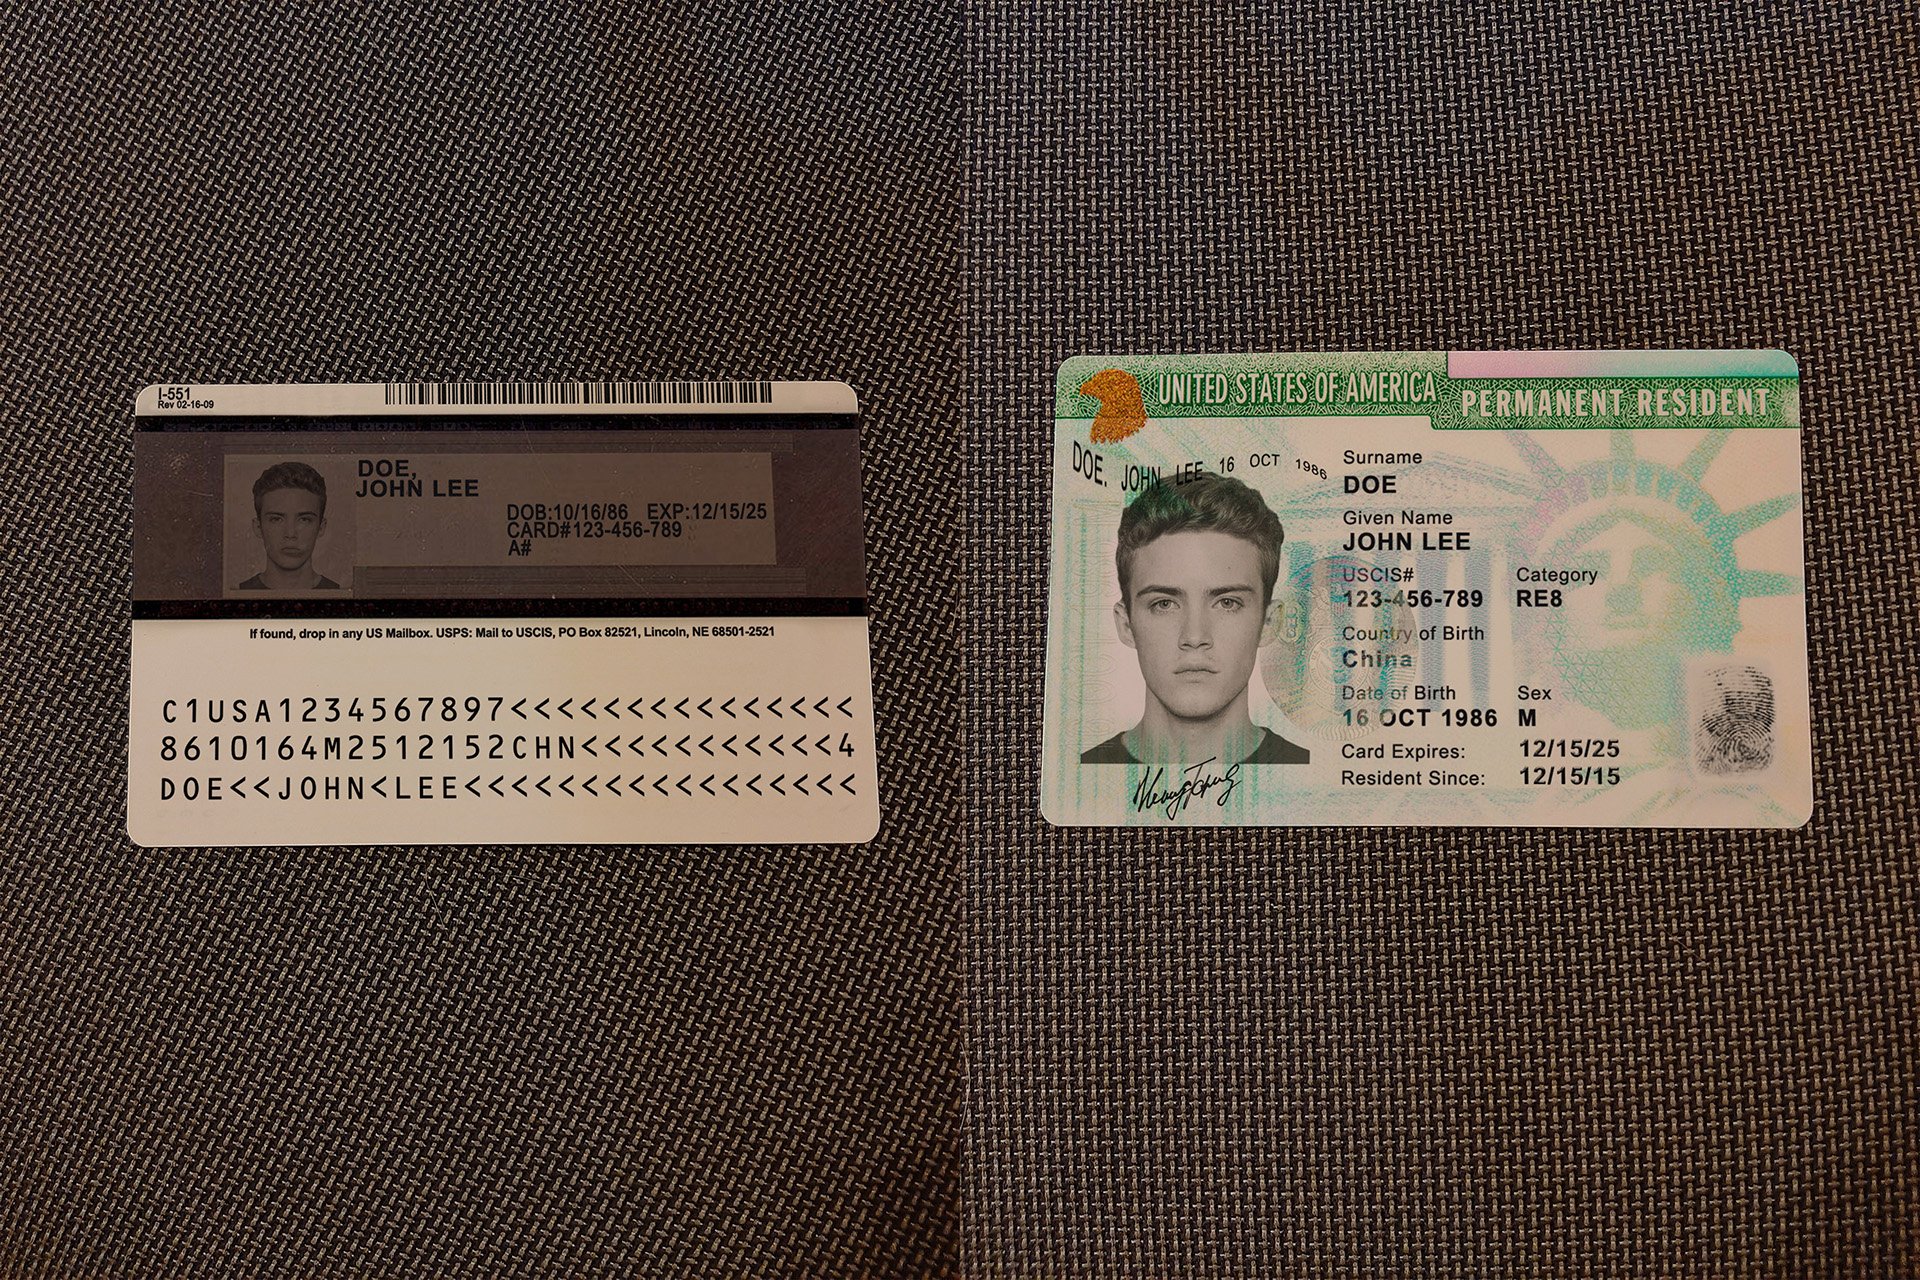 I-551
Rev 02-16-09
DOE,
JOHN LEE
DOB:10/16/86 EXP:12/15/25
CARD#123-456-789
A#
If found, drop in any US Mailbox. USPS: Mail to USCIS, PO Box 82521, Lincoln, NE 68501-2521
C1USA1234567897<<<<<<<<<<<<<<<
8610164M2512152CHN<<<<<<<<<<<4
DOE<<JOHN<LEE<<<<<<<<<<<<<<<<<
UNITED STATES OF AMERICA
PERMANENT RESIDENT
DOE, JOHN LEE 16 OCT 1986
Surname
DOE
Given Name
JOHN LEE
USCIS# Category
123-456-789 RE8
Country of Birth
China
Date of Birth Sex
16 OCT 1986 M
Card Expires: 12/15/25
Resident Since: 12/15/15